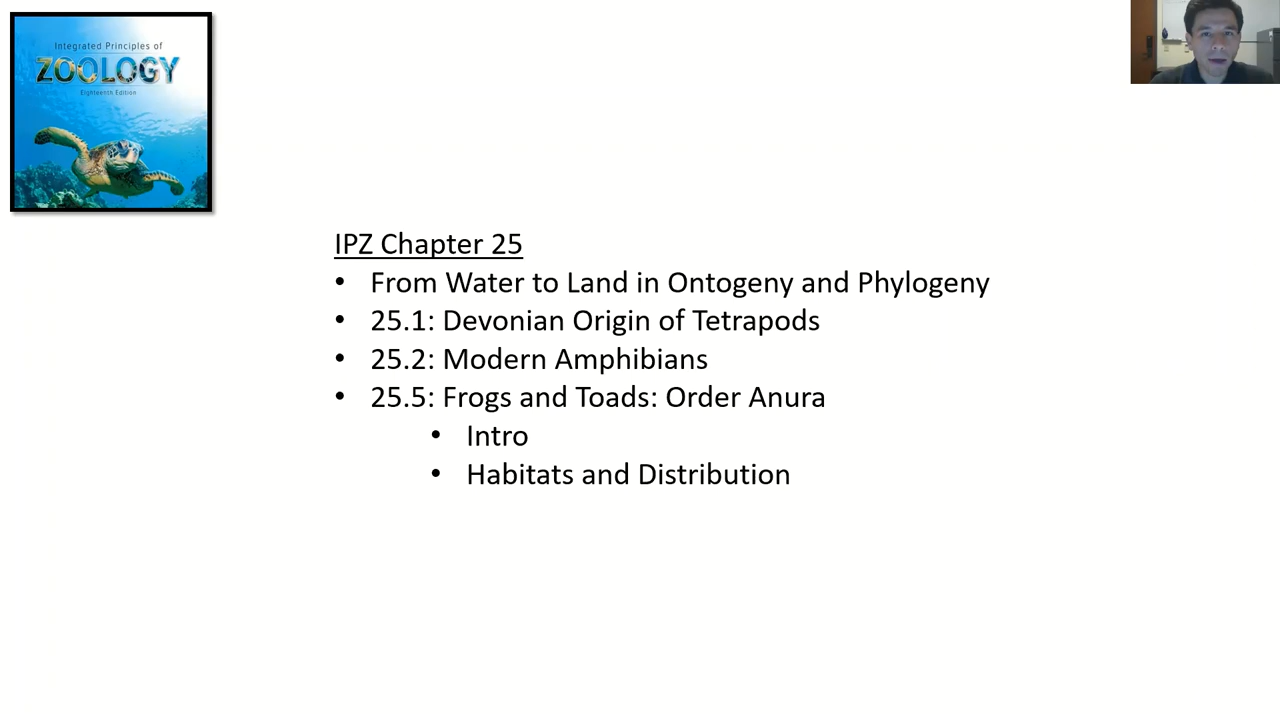 Integrated Principles of
ZOOLOGY
Eighteenth Edition
IPZ Chapter 25
• From Water to Land in Ontogeny and Phylogeny
• 25.1: Devonian Origin of Tetrapods
• 25.2: Modern Amphibians
• 25.5: Frogs and Toads: Order Anura
• Intro
• Habitats and Distribution